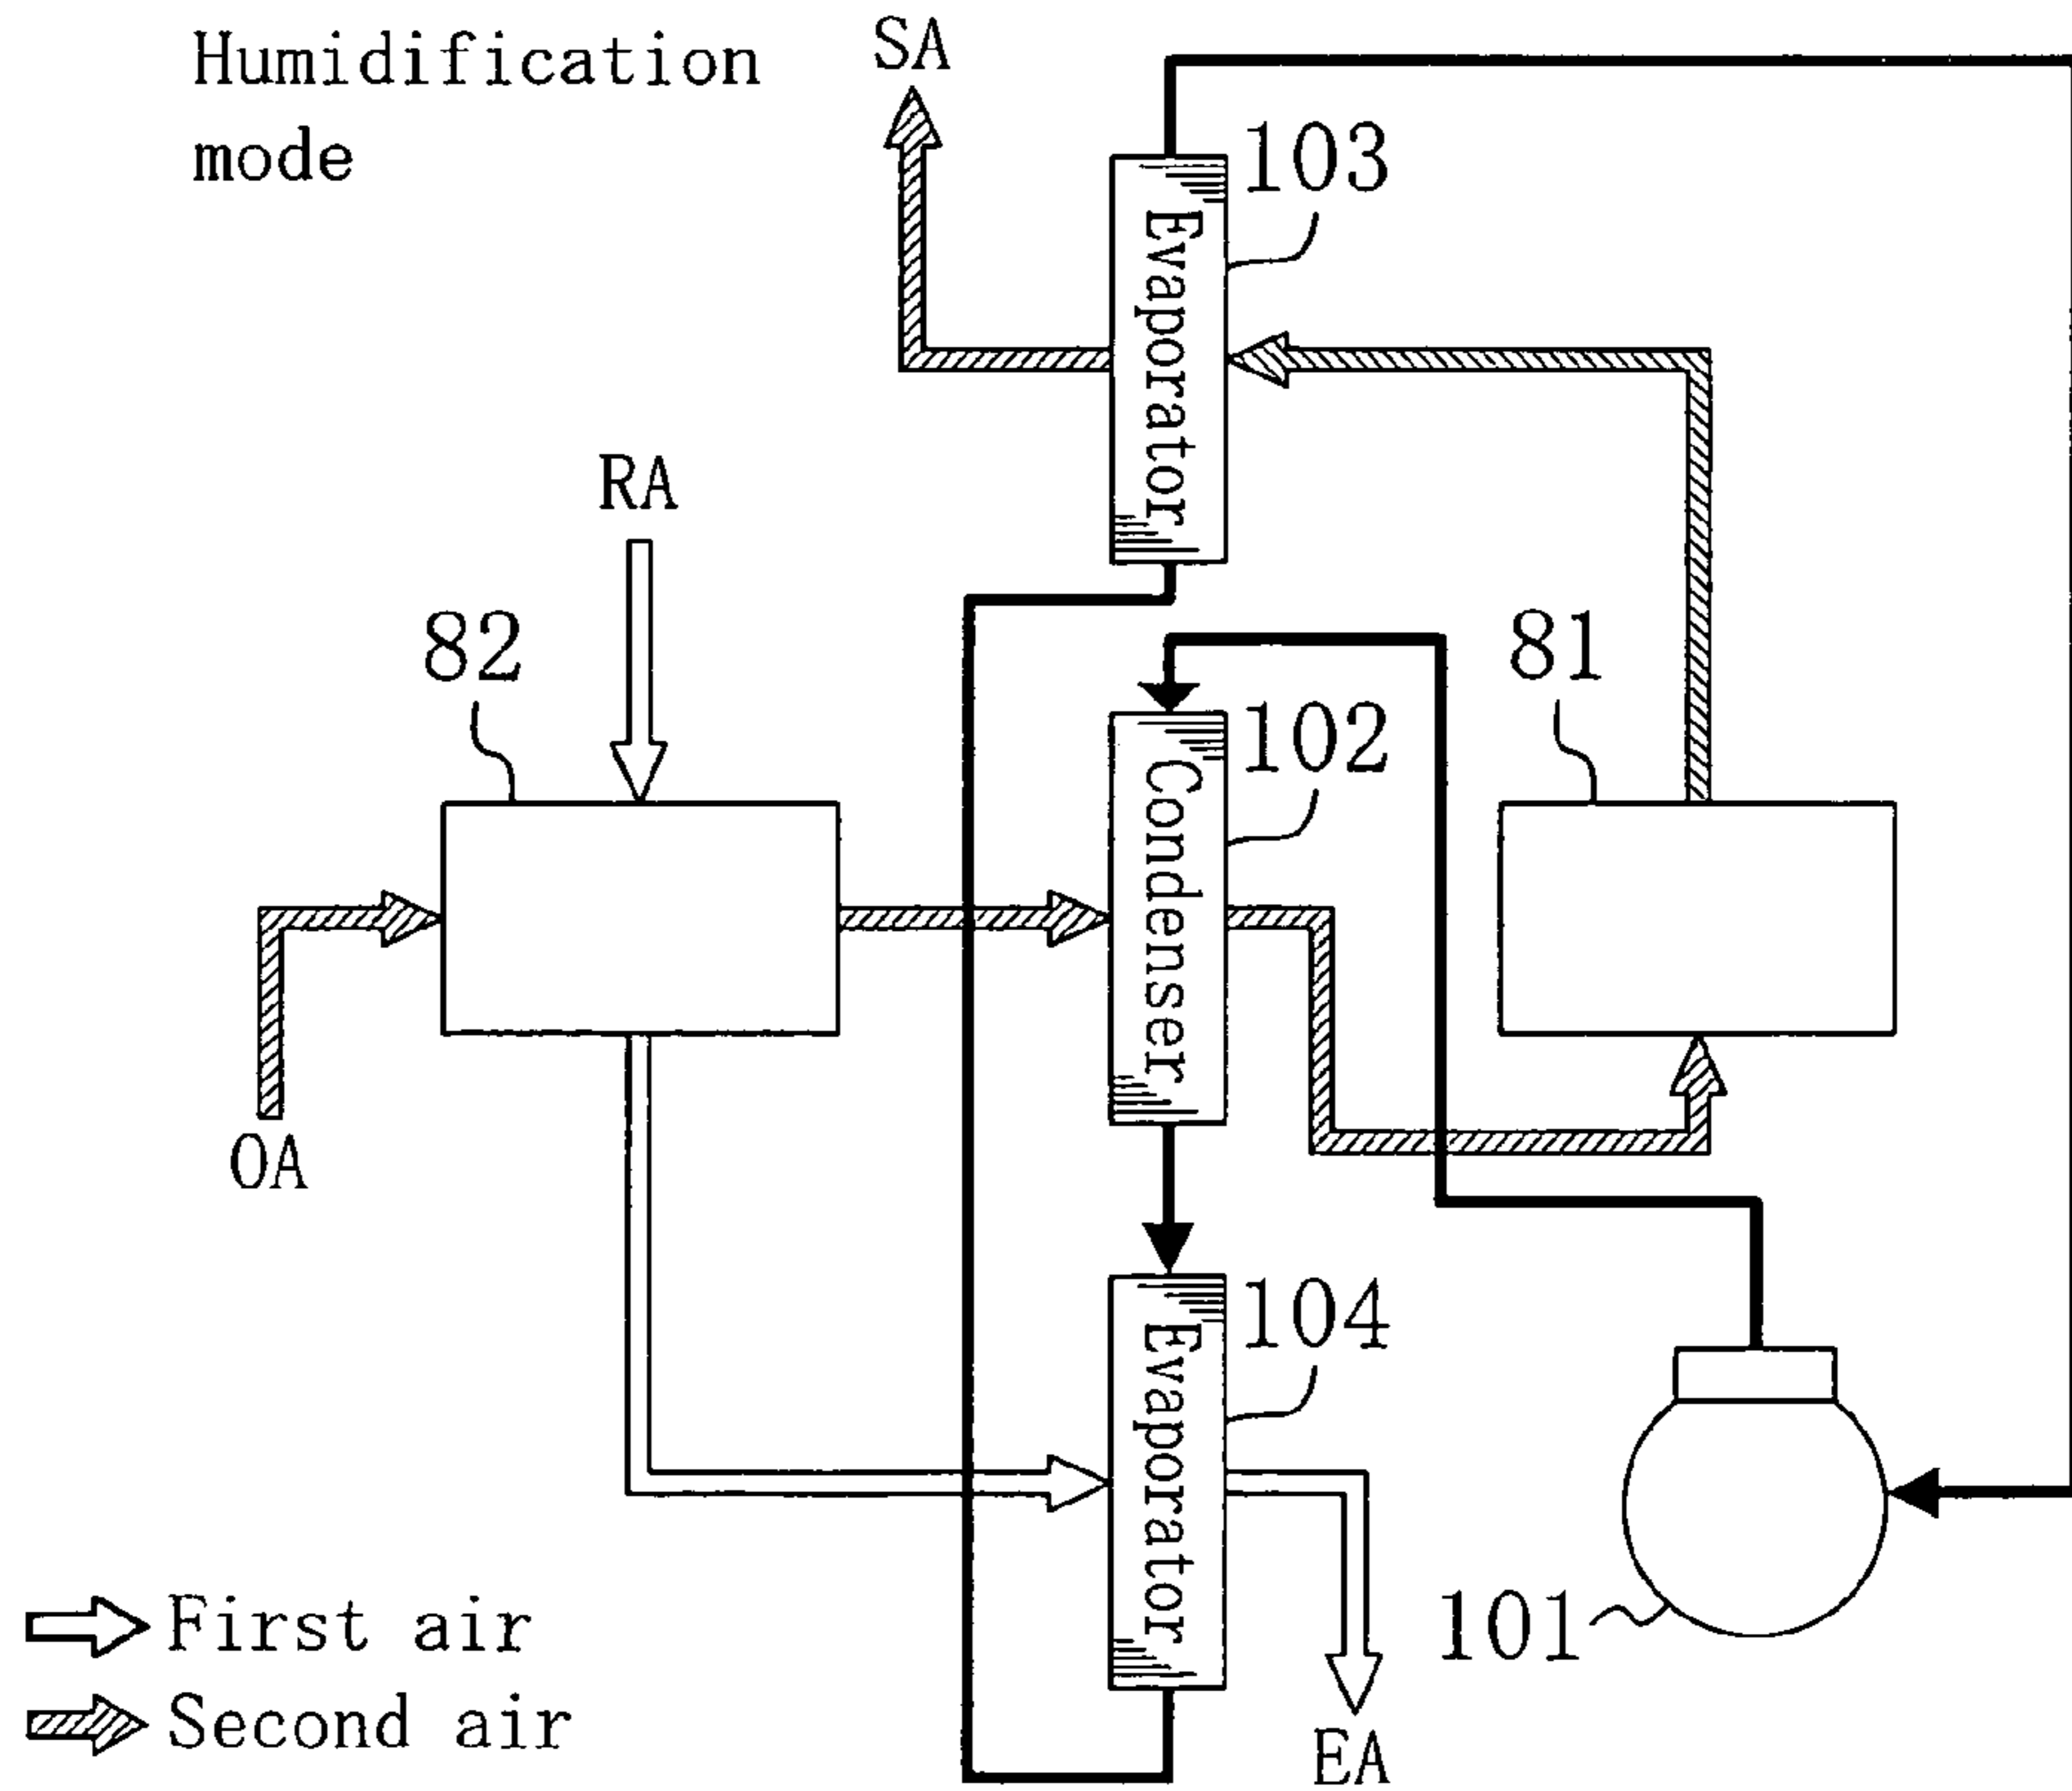 Humidification
mode
SA
103
Evaporator
RA
82
81
102
Condenser
OA
104
Evaporator
101
First air
Second air
EA